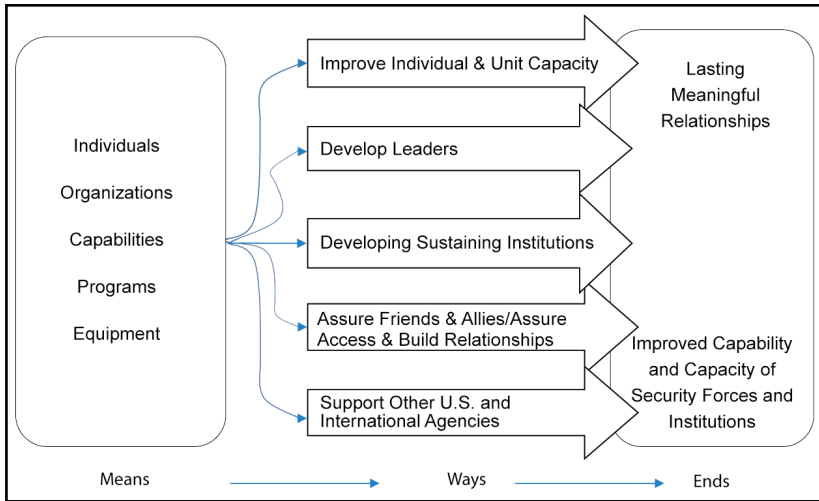 Individuals
Organizations
Capabilities
Programs
Equipment
Improve Individual & Unit Capacity
Develop Leaders
Developing Sustaining Institutions
Assure Friends & Allies/Assure
Access & Build Relationships
Support Other U.S. and
International Agencies
Lasting
Meaningful
Relationships
Improved Capability
and Capacity of
Security Forces and
Institutions
Means
Ways
Ends